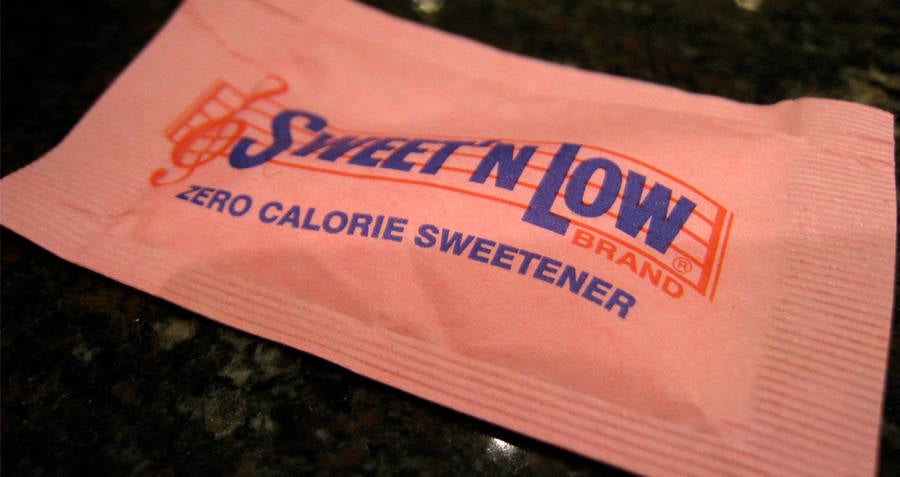 SWEET'N LOW
BRAND®
ZERO CALORIE SWEETENER